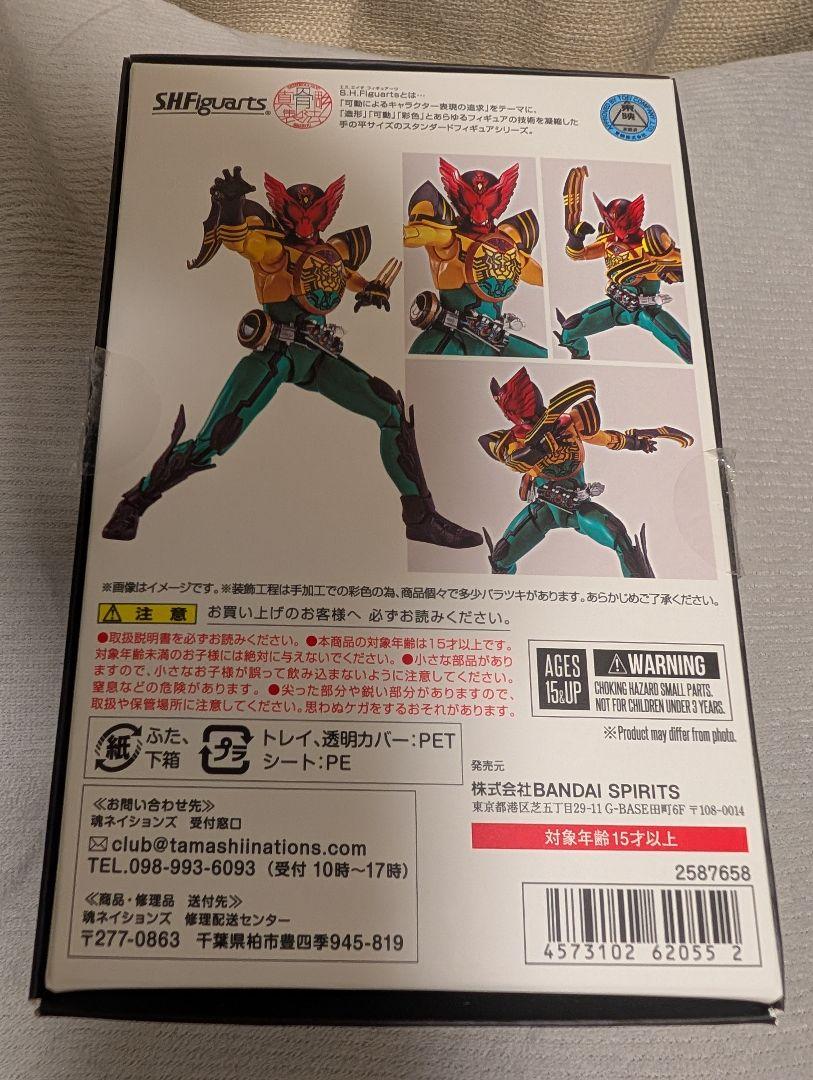 S.H.Figuarts®
真骨彫製法
エス.エイチ フィギュアーツ
S.H.Figuartsとは…
「可動によるキャラクター表現の追求」をテーマに、
「造形」「可動」「彩色」とあらゆるフィギュアの技術を凝縮した
手の平サイズのスタンダードフィギュアシリーズ。
東映
※画像はイメージです。※装飾工程は手加工での彩色の為、商品個々で多少バラツキがあります。あらかじめご了承ください。
注意 お買い上げのお客様へ 必ずお読みください。
●取扱説明書を必ずお読みください。●本商品の対象年齢は15才以上です。
対象年齢未満のお子様には絶対に与えないでください。●小さな部品があり
ますので、小さなお子様が誤って飲み込まないように注意してください。
窒息などの危険があります。●尖った部分や鋭い部分がありますので、
取扱や保管場所に注意してください。思わぬケガをするおそれがあります。
AGES
15&UP
WARNING
CHOKING HAZARD SMALL PARTS.
NOT FOR CHILDREN UNDER 3 YEARS.
※Product may differ from photo.
紙 ふた、
下箱
プラ トレイ、透明カバー:PET
シート:PE
発売元
株式会社BANDAI SPIRITS
東京都港区芝五丁目29-11 G-BASE田町6F 〒108-0014
対象年齢15才以上
≪お問い合わせ先≫
魂ネイションズ 受付窓口
club@tamashiinations.com
TEL.098-993-6093(受付 10時〜17時)
≪商品・修理品 送付先≫
魂ネイションズ 修理配送センター
〒277-0863 千葉県柏市豊四季945-819
2587658
4573102 62055 2